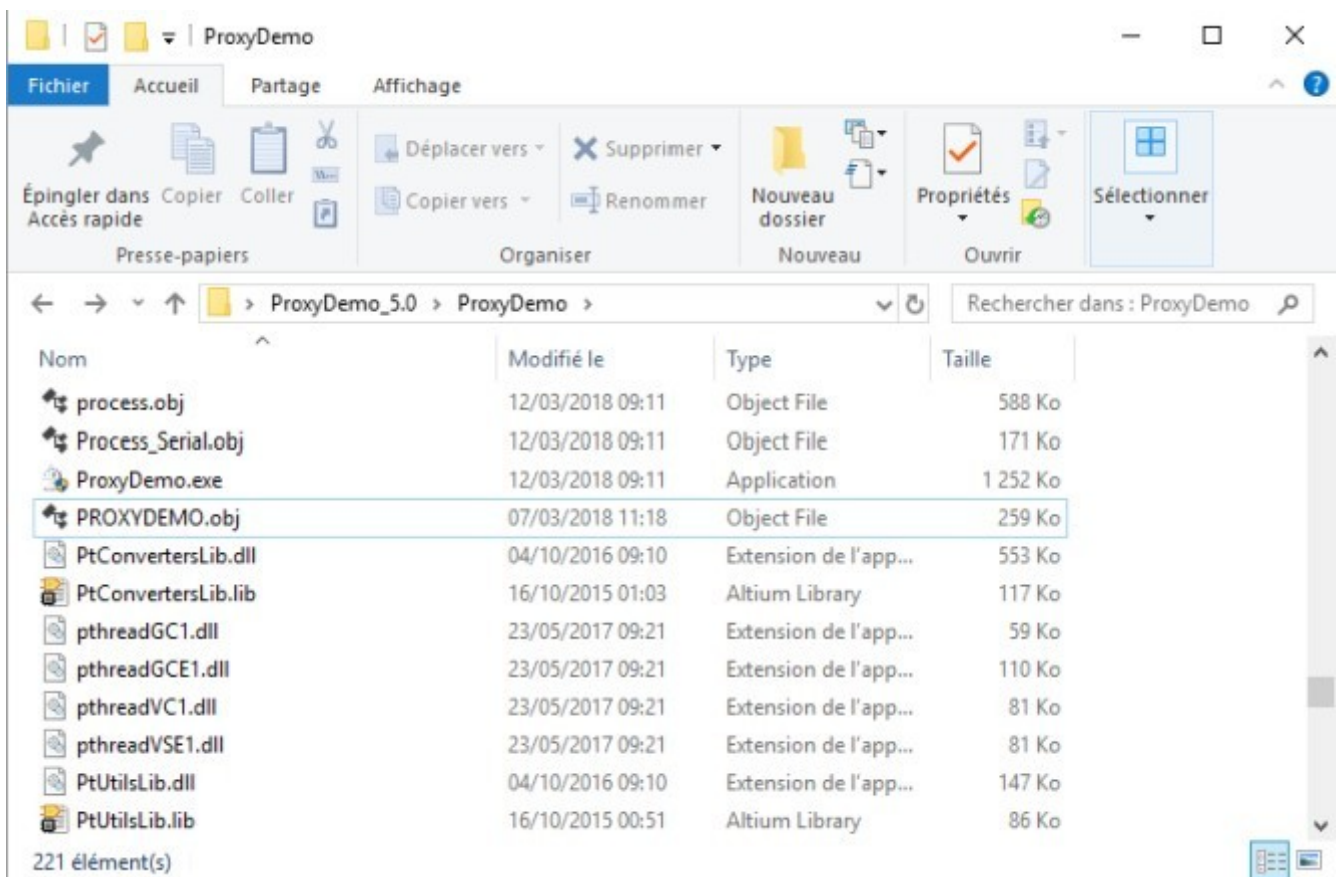 ProxyDemo
Fichier Accueil Partage Affichage
Épingler dans Accès rapide
Copier
Coller
Déplacer vers
Copier vers
Supprimer
Renommer
Nouveau dossier
Propriétés
Sélectionner
Presse-papiers Organiser Nouveau Ouvrir
ProxyDemo_5.0 > ProxyDemo > Rechercher dans : ProxyDemo
Nom Modifié le Type Taille
process.obj 12/03/2018 09:11 Object File 588 Ko
Process_Serial.obj 12/03/2018 09:11 Object File 171 Ko
ProxyDemo.exe 12/03/2018 09:11 Application 1 252 Ko
PROXYDEMO.obj 07/03/2018 11:18 Object File 259 Ko
PtConvertersLib.dll 04/10/2016 09:10 Extension de l'app... 553 Ko
PtConvertersLib.lib 16/10/2015 01:03 Altium Library 117 Ko
pthreadGC1.dll 23/05/2017 09:21 Extension de l'app... 59 Ko
pthreadGCE1.dll 23/05/2017 09:21 Extension de l'app... 110 Ko
pthreadVC1.dll 23/05/2017 09:21 Extension de l'app... 81 Ko
pthreadVSE1.dll 23/05/2017 09:21 Extension de l'app... 81 Ko
PtUtilsLib.dll 04/10/2016 09:10 Extension de l'app... 147 Ko
PtUtilsLib.lib 16/10/2015 00:51 Altium Library 86 Ko
221 élément(s)